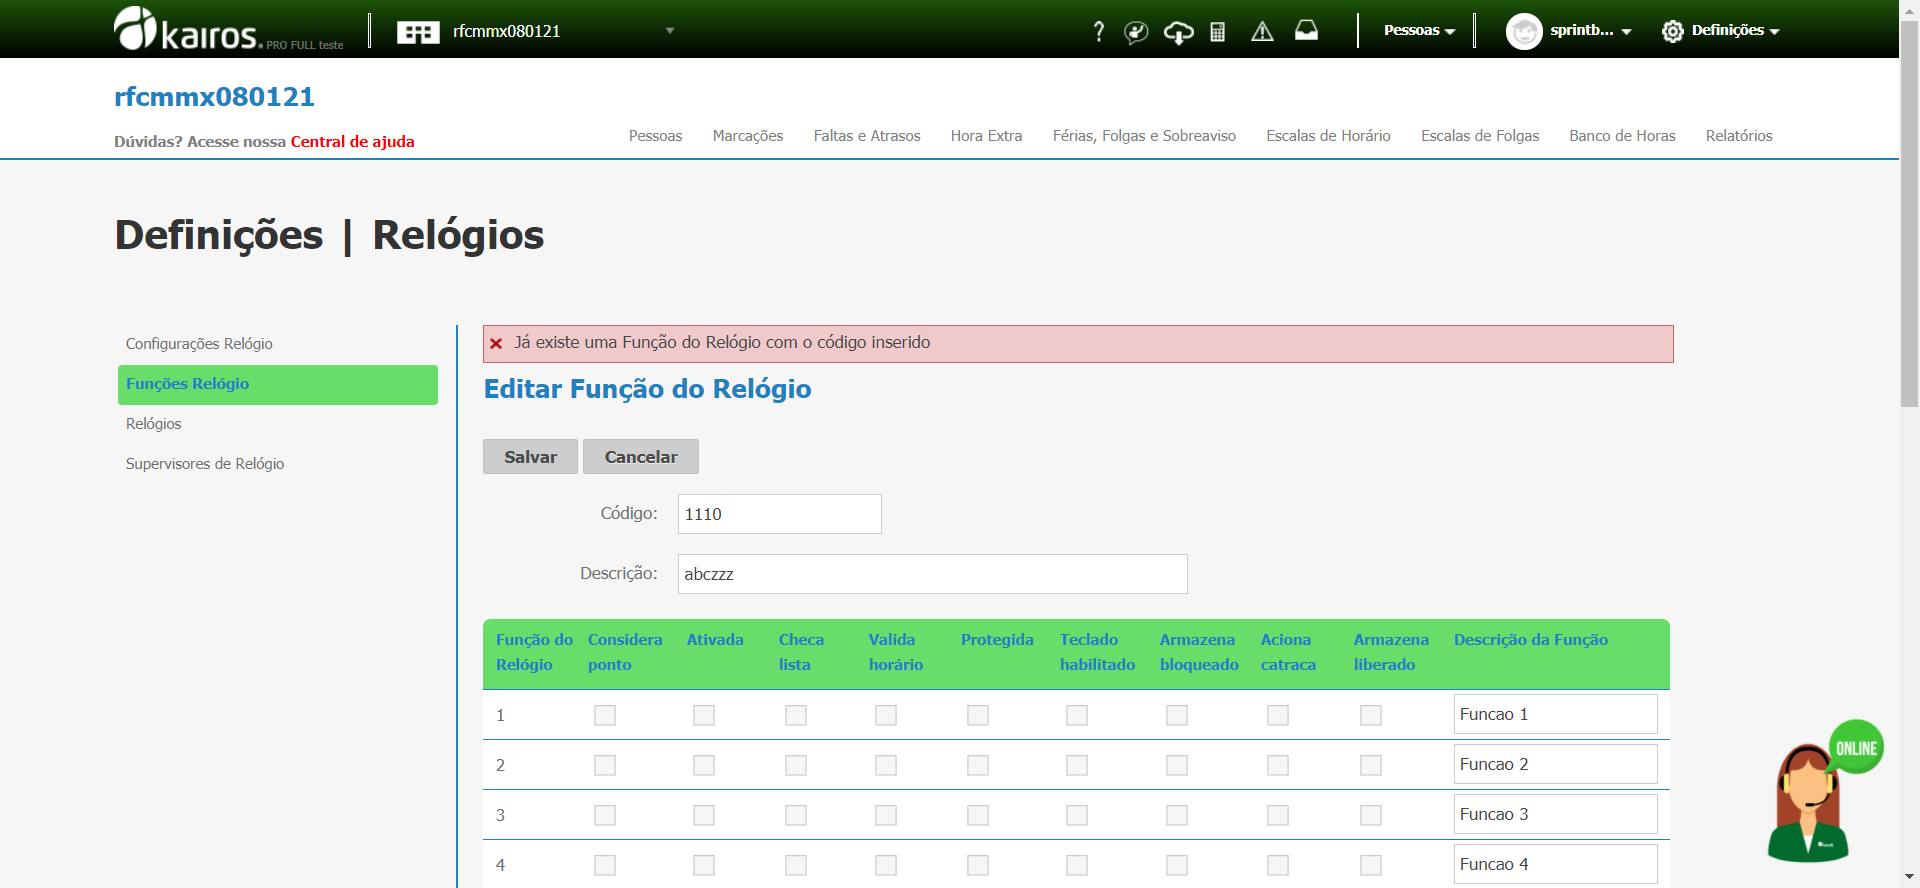 kairos. PRO FULL teste
rfcmmx080121
?
Pessoas
sprintb...
Definições
rfcmmx080121
Dúvidas? Acesse nossa Central de ajuda
Pessoas Marcações Faltas e Atrasos Hora Extra Férias, Folgas e Sobreaviso Escalas de Horário Escalas de Folgas Banco de Horas Relatórios
Definições | Relógios
Configurações Relógio
Funções Relógio
Relógios
Supervisores de Relógio
Já existe uma Função do Relógio com o código inserido
Editar Função do Relógio
Salvar Cancelar
Código: 1110
Descrição: abczzz
Função do Relógio Considera ponto Ativada Checa lista Valida horário Protegida Teclado habilitado Armazena bloqueado Aciona catraca Armazena liberado Descrição da Função
1 Funcao 1
2 Funcao 2
3 Funcao 3
4 Funcao 4
ONLINE